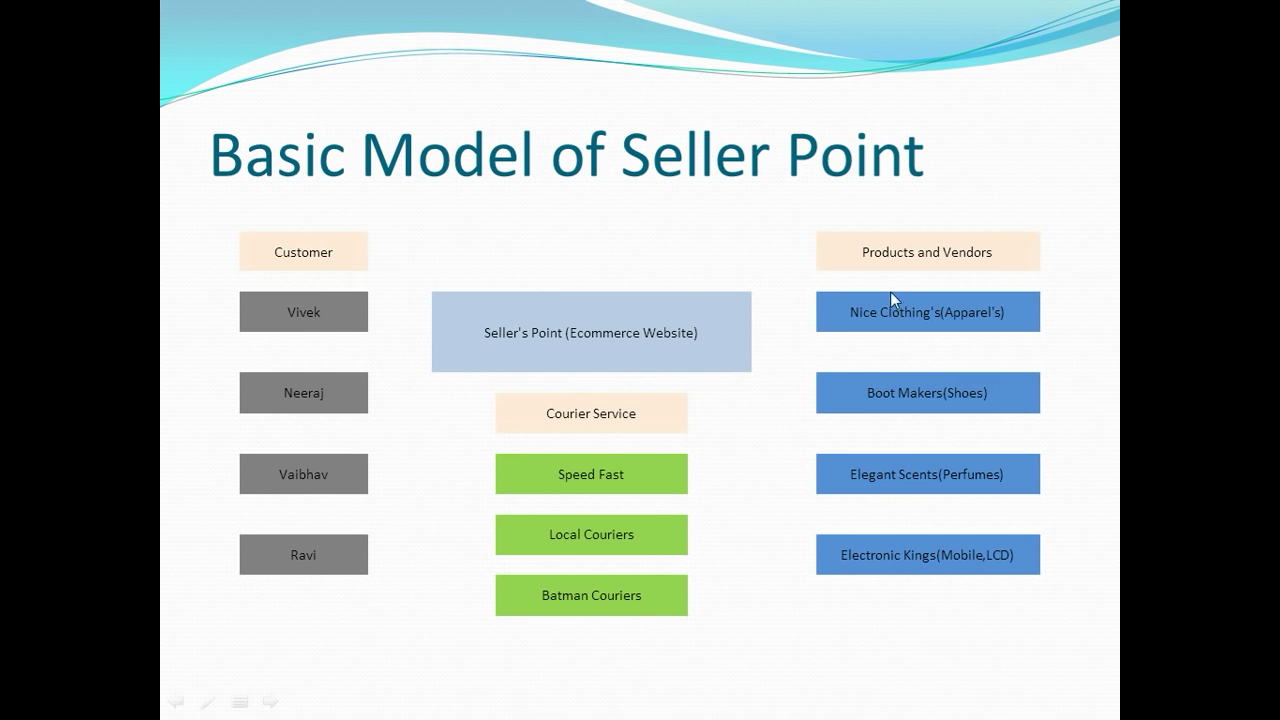 Basic Model of Seller Point
Customer
Products and Vendors
Vivek
Seller's Point (Ecommerce Website)
Nice Clothing's(Apparel's)
Neeraj
Boot Makers(Shoes)
Courier Service
Vaibhav
Speed Fast
Elegant Scents(Perfumes)
Local Couriers
Ravi
Electronic Kings(Mobile,LCD)
Batman Couriers